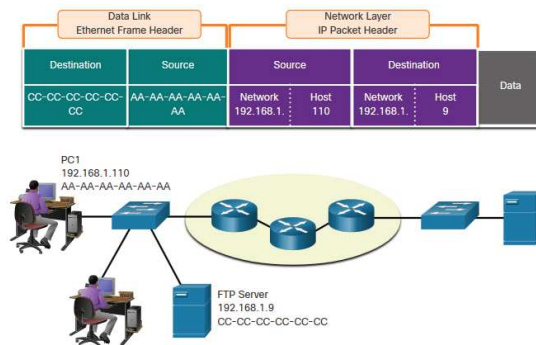 Data Link
Ethernet Frame Header
Network Layer
IP Packet Header
Destination
Source
Source
Destination
Data
CC-CC-CC-CC-CC-
CC
AA-AA-AA-AA-AA-
AA
Network
192.168.1.
Host
110
Network
192.168.1.
Host
9
PC1
192.168.1.110
AA-AA-AA-AA-AA-AA
FTP Server
192.168.1.9
CC-CC-CC-CC-CC-CC